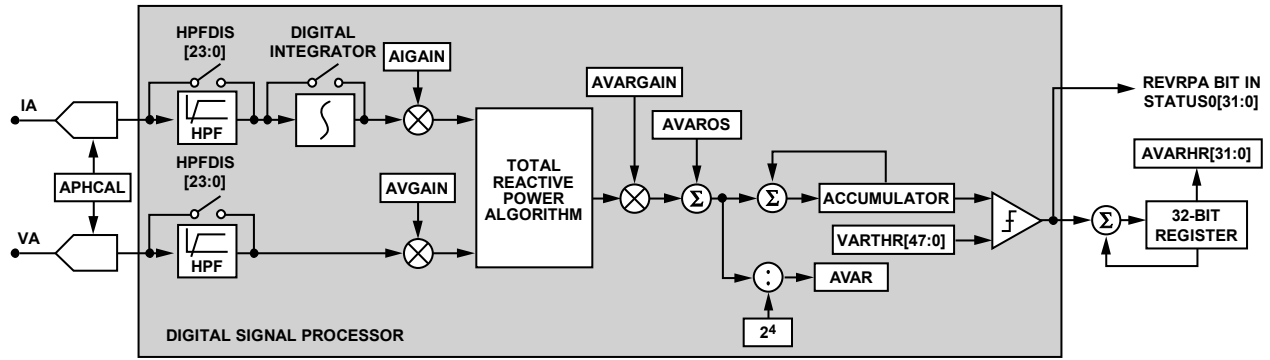 HPFDIS
[23:0]
DIGITAL
INTEGRATOR
AIGAIN
IA
HPF
AVARGAIN
AVAROS
REVRPA BIT IN
STATUS0[31:0]
APHCAL
HPFDIS
[23:0]
AVGAIN
TOTAL
REACTIVE
POWER
ALGORITHM
Σ
Σ
ACCUMULATOR
AVARHR[31:0]
VA
HPF
VARTHR[47:0]
Σ
32-BIT
REGISTER
:
AVAR
2⁴
DIGITAL SIGNAL PROCESSOR